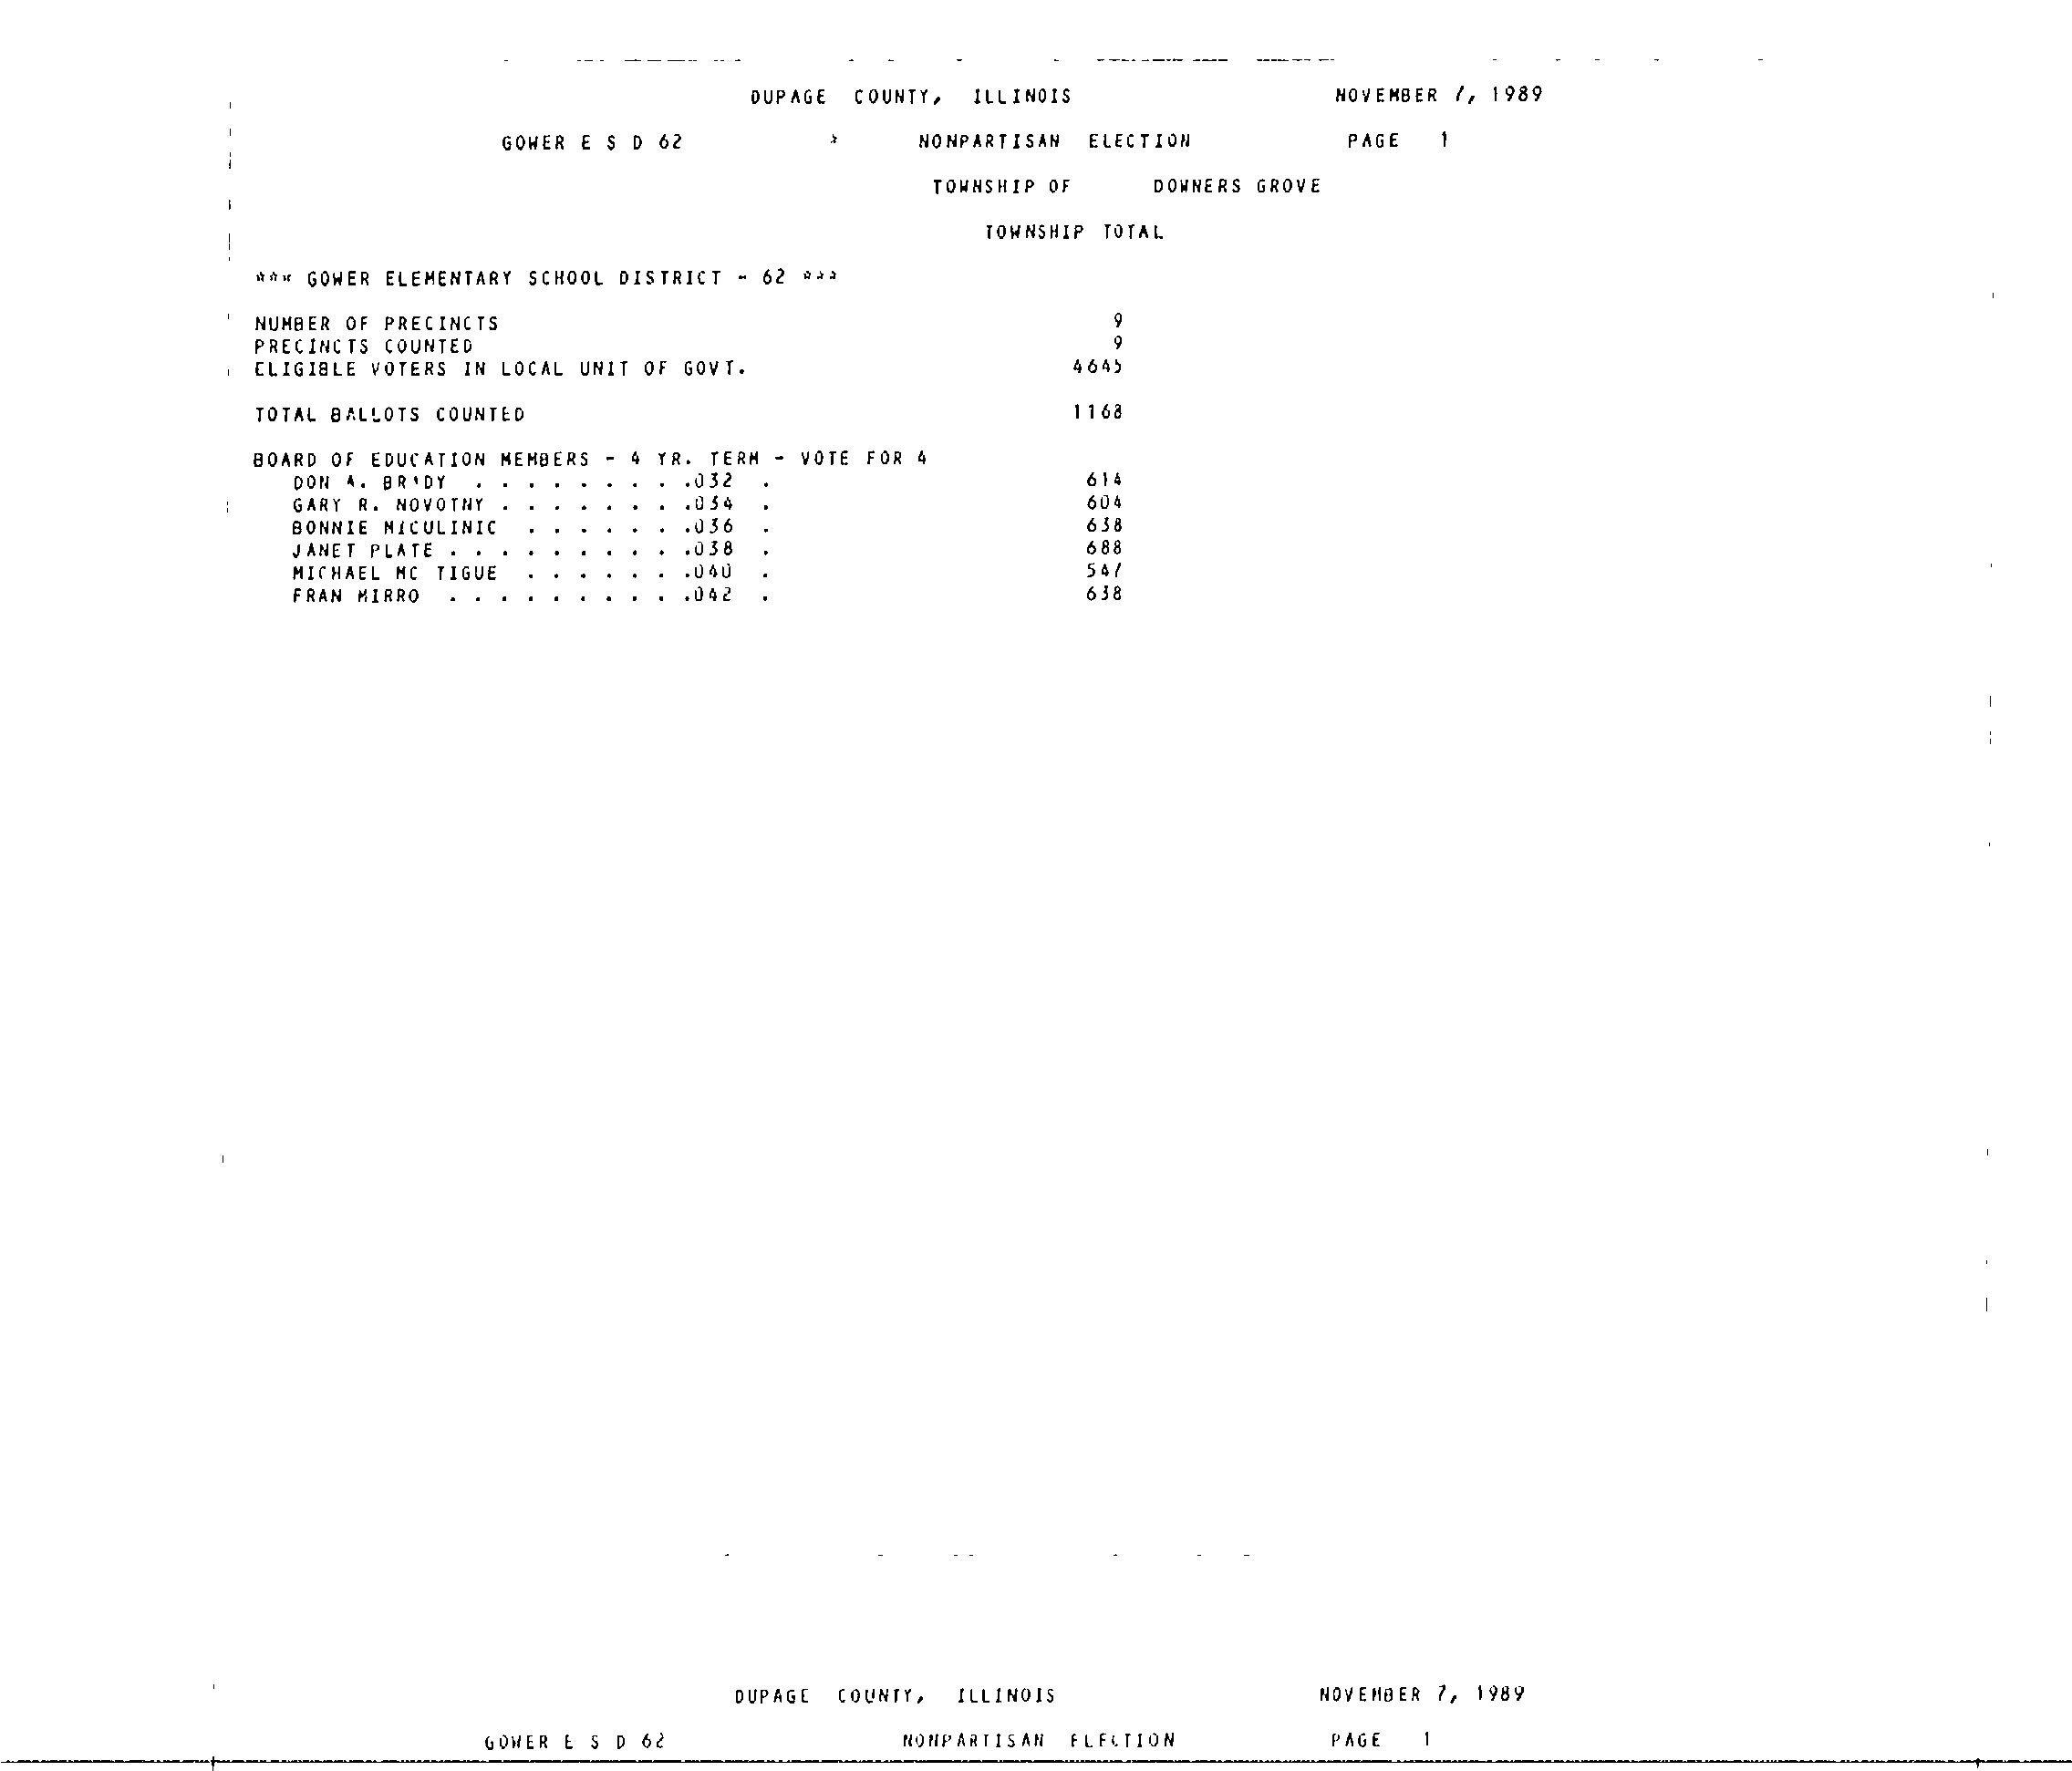 DUPAGE COUNTY, ILLINOIS NOVEMBER 7, 1989
GOWER E S D 62 * NONPARTISAN ELECTION PAGE 1
TOWNSHIP OF DOWNERS GROVE
TOWNSHIP TOTAL
*** GOWER ELEMENTARY SCHOOL DISTRICT - 62 ***
NUMBER OF PRECINCTS 9
PRECINCTS COUNTED 9
ELIGIBLE VOTERS IN LOCAL UNIT OF GOVT. 4645
TOTAL BALLOTS COUNTED 1168
BOARD OF EDUCATION MEMBERS - 4 YR. TERM - VOTE FOR 4
DON A. BRADY . . . . . . . . .032 . 614
GARY R. NOVOTNY . . . . . . . .034 . 604
BONNIE MICULINIC . . . . . . .036 . 638
JANET PLATE . . . . . . . . . .038 . 688
MICHAEL MC TIGUE . . . . . . .040 . 547
FRAN MIRRO . . . . . . . . . .042 . 638
DUPAGE COUNTY, ILLINOIS NOVEMBER 7, 1989
GOWER E S D 62 NONPARTISAN ELECTION PAGE 1